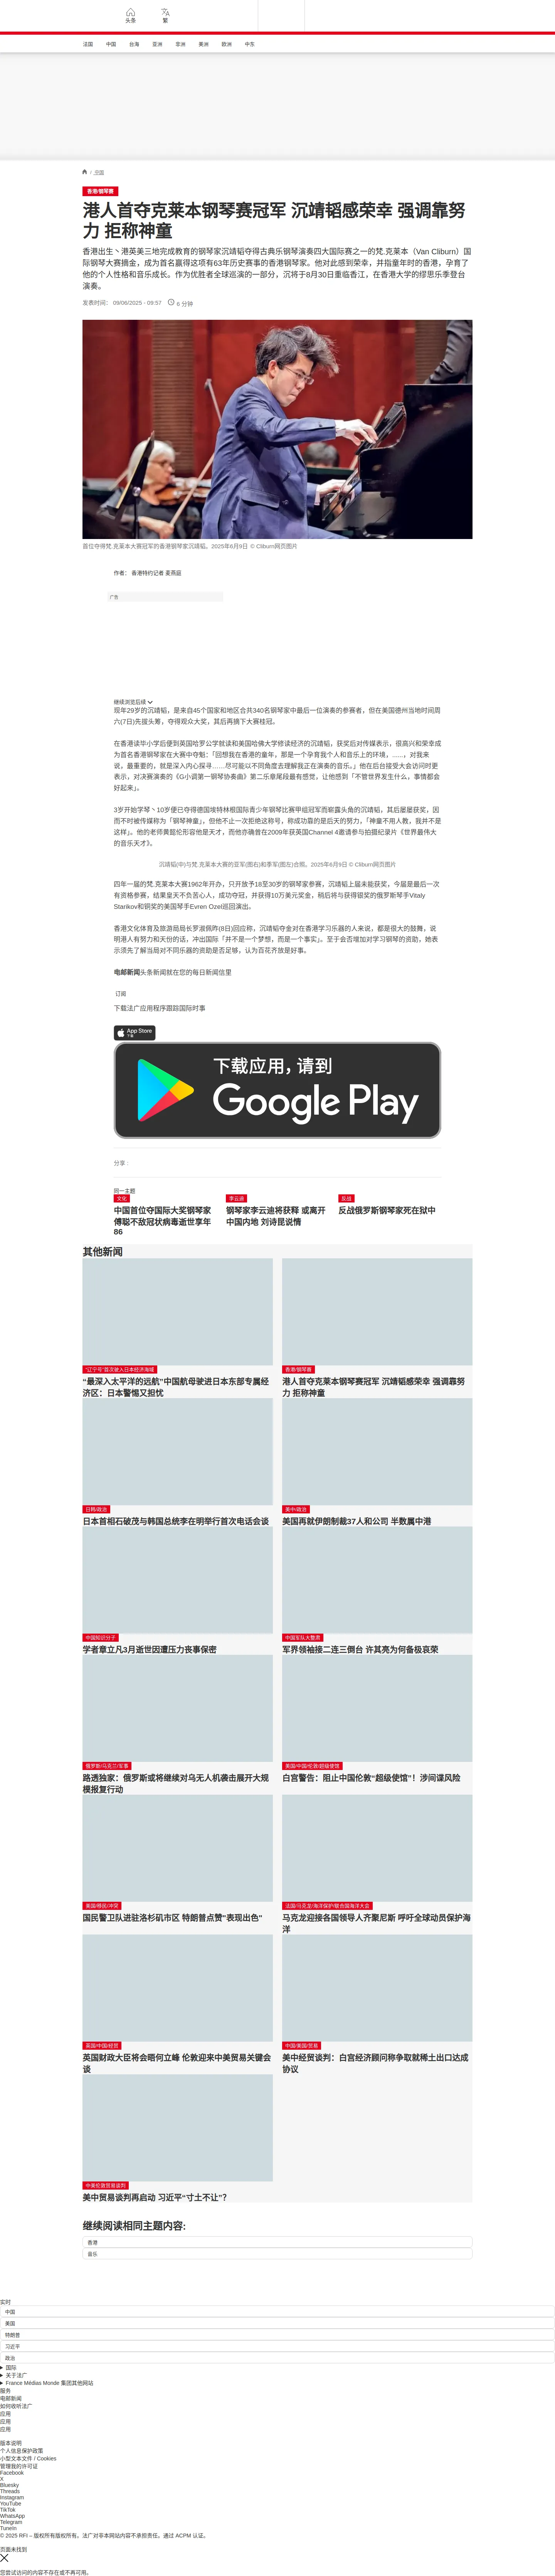 头条
繁
法国
中国
台海
亚洲
非洲
美洲
欧洲
中东
/ 中国
香港/钢琴赛
港人首夺克莱本钢琴赛冠军 沉靖韬感荣幸 强调靠努
力 拒称神童
香港出生丶港英美三地完成教育的钢琴家沉靖韬夺得古典乐钢琴演奏四大国际赛之一的梵.克莱本（Van Cliburn）国
际钢琴大赛摘金，成为首名赢得这项有63年历史赛事的香港钢琴家。他对此感到荣幸，并指童年时的香港，孕育了
他的个人性格和音乐成长。作为优胜者全球巡演的一部分，沉将于8月30日重临香江，在香港大学的缪思乐季登台
演奏。
发表时间： 09/06/2025 - 09:57
6 分钟
首位夺得梵.克莱本大赛冠军的香港钢琴家沉靖韬。2025年6月9日 © Cliburn网页图片
作者： 香港特约记者 麦燕庭
广告
继续浏览后续
现年29岁的沉靖韬，是来自45个国家和地区合共340名钢琴家中最后一位演奏的参赛者，但在美国德州当地时间周
六(7日)先拔头筹，夺得观众大奖，其后再摘下大赛桂冠。
在香港读毕小学后便到英国哈罗公学就读和美国哈佛大学修读经济的沉靖韬，获奖后对传媒表示，很高兴和荣幸成
为首名香港钢琴家在大赛中夺魁：「回想我在香港的童年，那是一个孕育我个人和音乐上的环境，……，对我来
说，最重要的，就是深入内心探寻……尽可能以不同角度去理解我正在演奏的音乐。」他在后台接受大会访问时更
表示，对决赛演奏的《G小调第一钢琴协奏曲》第二乐章尾段最有感觉，让他感到「不管世界发生什么，事情都会
好起来」。
3岁开始学琴丶10岁便已夺得德国埃特林根国际青少年钢琴比赛甲组冠军而崭露头角的沉靖韬，其后屡屡获奖，因
而不时被传媒称为「钢琴神童」，但他不止一次拒绝这称号，称成功靠的是后天的努力，「神童不用人教，我并不是
这样」。他的老师黄懿伦形容他是天才，而他亦确曾在2009年获英国Channel 4邀请参与拍摄纪录片《世界最伟大
的音乐天才》。
沉靖韬(中)与梵.克莱本大赛的亚军(图右)和季军(图左)合照。2025年6月9日 © Cliburn网页图片
四年一届的梵.克莱本大赛1962年开办，只开放予18至30岁的钢琴家参赛，沉靖韬上届未能获奖，今届是最后一次
有资格参赛，结果皇天不负苦心人，成功夺冠，并获得10万美元奖金，稍后将与获得银奖的俄罗斯琴手Vitaly
Starikov和铜奖的美国琴手Evren Ozel巡回演出。
香港文化体育及旅游局局长罗淑佩昨(8日)回应称，沉靖韬夺金对在香港学习乐器的人来说，都是很大的鼓舞，说
明港人有努力和天份的话，冲出国际「并不是一个梦想，而是一个事实」。至于会否增加对学习钢琴的资助，她表
示须先了解当局对不同乐器的资助是否足够，认为百花齐放是好事。
电邮新闻头条新闻就在您的每日新闻信里
订阅
下载法广应用程序跟踪国际时事
App Store
下载
下载应用，请到
Google Play
分享 :
同一主题
文化
中国首位夺国际大奖钢琴家
傅聪不敌冠状病毒逝世享年
86
李云迪
钢琴家李云迪将获释 或离开
中国内地 刘诗昆说情
反战
反战俄罗斯钢琴家死在狱中
其他新闻
“辽宁号”首次驶入日本经济海域
“最深入太平洋的远航”中国航母驶进日本东部专属经
济区：日本警惕又担忧
香港/钢琴赛
港人首夺克莱本钢琴赛冠军 沉靖韬感荣幸 强调靠努
力 拒称神童
日韩/政治
日本首相石破茂与韩国总统李在明举行首次电话会谈
美中/政治
美国再就伊朗制裁37人和公司 半数属中港
中国知识分子
学者章立凡3月逝世因遭压力丧事保密
中国军队大整肃
军界领袖接二连三倒台 许其亮为何备极哀荣
俄罗斯/乌克兰/军事
路透独家：俄罗斯或将继续对乌无人机袭击展开大规
模报复行动
美国/中国/伦敦/超级使馆
白宫警告：阻止中国伦敦“超级使馆”！涉间谍风险
美国/移民/冲突
国民警卫队进驻洛杉矶市区 特朗普点赞"表现出色"
法国/马克龙/海洋保护/联合国海洋大会
马克龙迎接各国领导人齐聚尼斯 呼吁全球动员保护海
洋
英国/中国/经贸
英国财政大臣将会晤何立峰 伦敦迎来中美贸易关键会
谈
中国/美国/贸易
美中经贸谈判：白宫经济顾问称争取就稀土出口达成
协议
中美伦敦贸易谈判
美中贸易谈判再启动 习近平“寸土不让”？
继续阅读相同主题内容:
香港
音乐
实时
中国
美国
特朗普
习近平
政治
国际
关于法广
France Médias Monde 集团其他网站
服务
电邮新闻
如何收听法广
应用
应用
应用
版本说明
个人信息保护政策
小型文本文件 / Cookies
管理我的许可证
Facebook
X
Bluesky
Threads
Instagram
YouTube
TikTok
WhatsApp
Telegram
TuneIn
© 2025 RFI – 版权所有版权所有。法广对非本网站内容不承担责任。通过 ACPM 认证。
页面未找到
您尝试访问的内容不存在或不再可用。